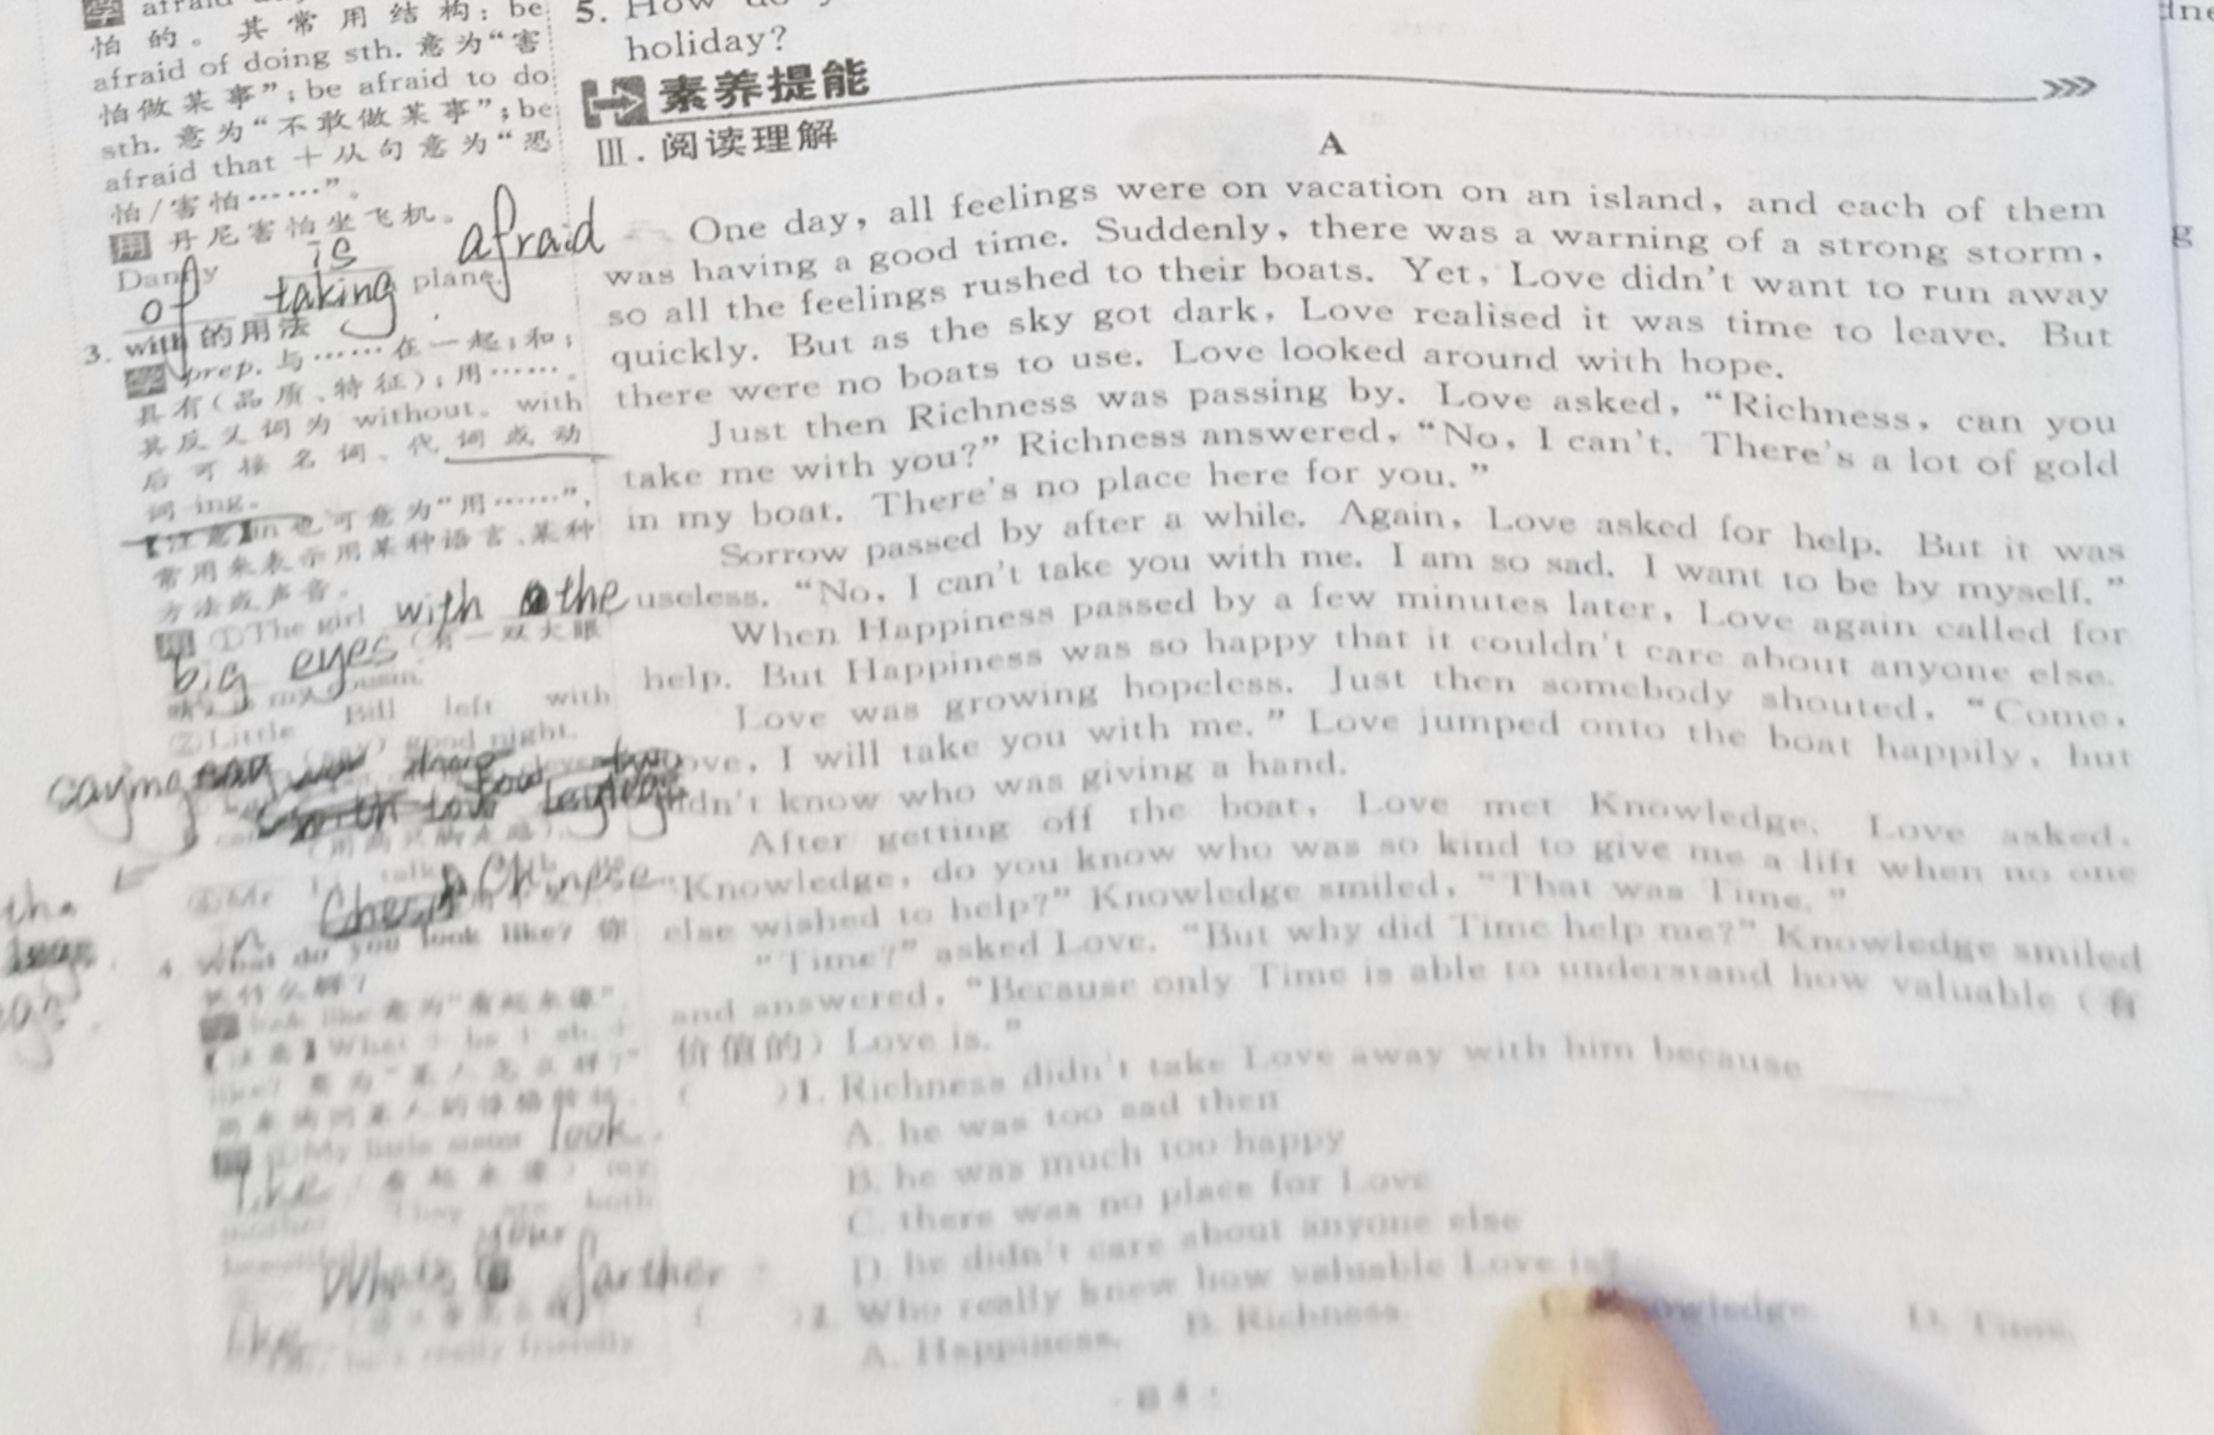 怕的。其常用结构:be
afraid of doing sth. 意为“害
怕做某事”;be afraid to do
sth. 意为“不敢做某事”;be
afraid that + 从句意为“恐
怕/害怕……”。
用 丹尼害怕坐飞机。
Danny is afraid
of taking plane.
3. with 的用法
学 prep. 与……在一起;和;
具有(品质、特征);用……。
其反义词为 without。with
后可接名词、代词或动
词 ing。
【注意】in 也可意为“用……”,
常用来表示用某种语言、某种
方法或声音。
用 ①The girl with the
big eyes (有一双大眼
睛) is my cousin.
②Little Bill left with
saying (say) good night.
(用两只脚走路).
④Mr talk
in Chinese
4. What do you look like? 你
长什么样?
look like 意为“看起来像”。
【注意】What + be + sb. +
like? 意为“某人怎么样?”
用来询问某人的性格特征。
①My little sister look
like (看起来像) my
mother. They are both
Whats your farther
like
he's really friendly.
5. How do
holiday?
素养提能
Ⅲ. 阅读理解
A
One day, all feelings were on vacation on an island, and each of them
was having a good time. Suddenly, there was a warning of a strong storm,
so all the feelings rushed to their boats. Yet, Love didn't want to run away
quickly. But as the sky got dark, Love realised it was time to leave. But
there were no boats to use. Love looked around with hope.
Just then Richness was passing by. Love asked, “Richness, can you
take me with you?” Richness answered, “No, I can't. There's a lot of gold
in my boat. There's no place here for you.”
Sorrow passed by after a while. Again, Love asked for help. But it was
useless. “No, I can't take you with me. I am so sad. I want to be by myself.”
When Happiness passed by a few minutes later, Love again called for
help. But Happiness was so happy that it couldn't care about anyone else.
Love was growing hopeless. Just then somebody shouted, “Come,
Love, I will take you with me.” Love jumped onto the boat happily, but
didn't know who was giving a hand.
After getting off the boat, Love met Knowledge. Love asked,
“Knowledge, do you know who was so kind to give me a lift when no one
else wished to help?” Knowledge smiled, “That was Time.”
“Time?” asked Love. “But why did Time help me?” Knowledge smiled
and answered, “Because only Time is able to understand how valuable (有
价值的) Love is.”
( )1. Richness didn't take Love away with him because
A. he was too sad then
B. he was much too happy
C. there was no place for Love
D. he didn't care about anyone else
( )2. Who really knew how valuable Love is?
A. Happiness. B. Richness. C. Knowledge. D. Time.